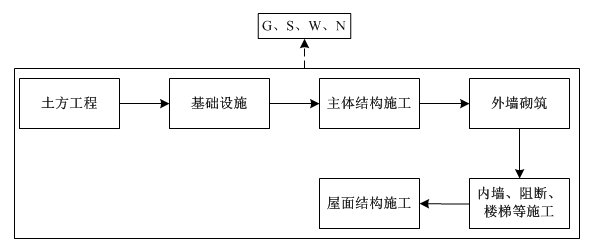 G、S、W、N
土方工程
基础设施
主体结构施工
外墙砌筑
内墙、阻断、
楼梯等施工
屋面结构施工